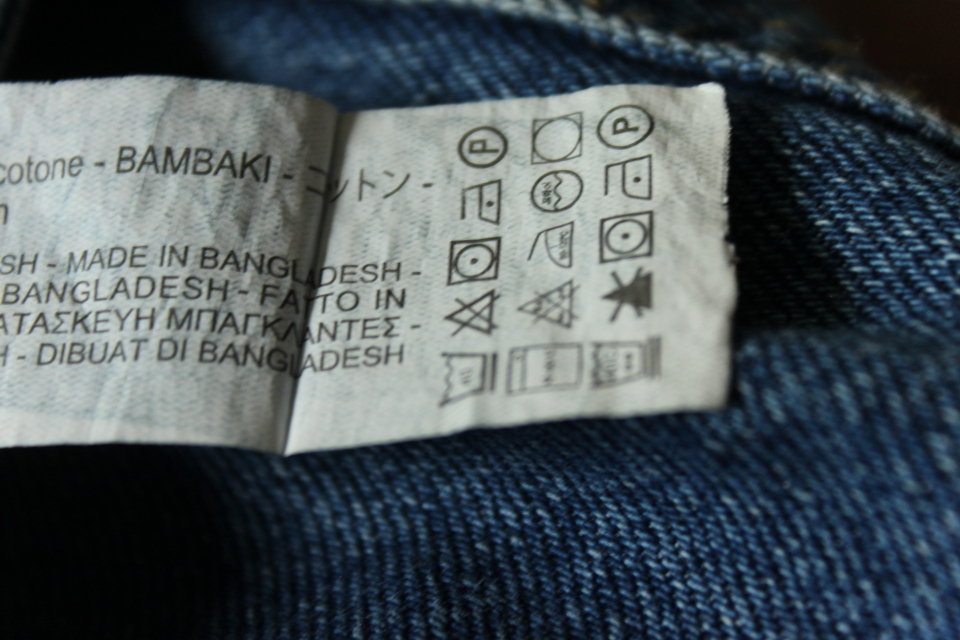 cotone - BAMBAKI - コットン -
n
SH - MADE IN BANGLADESH -
BANGLADESH - FATTO IN
ΑΤΑΣΚΕΥΗ ΜΠΑΓΚΛΑΝΤΕΣ -
H - DIBUAT DI BANGLADESH
P P